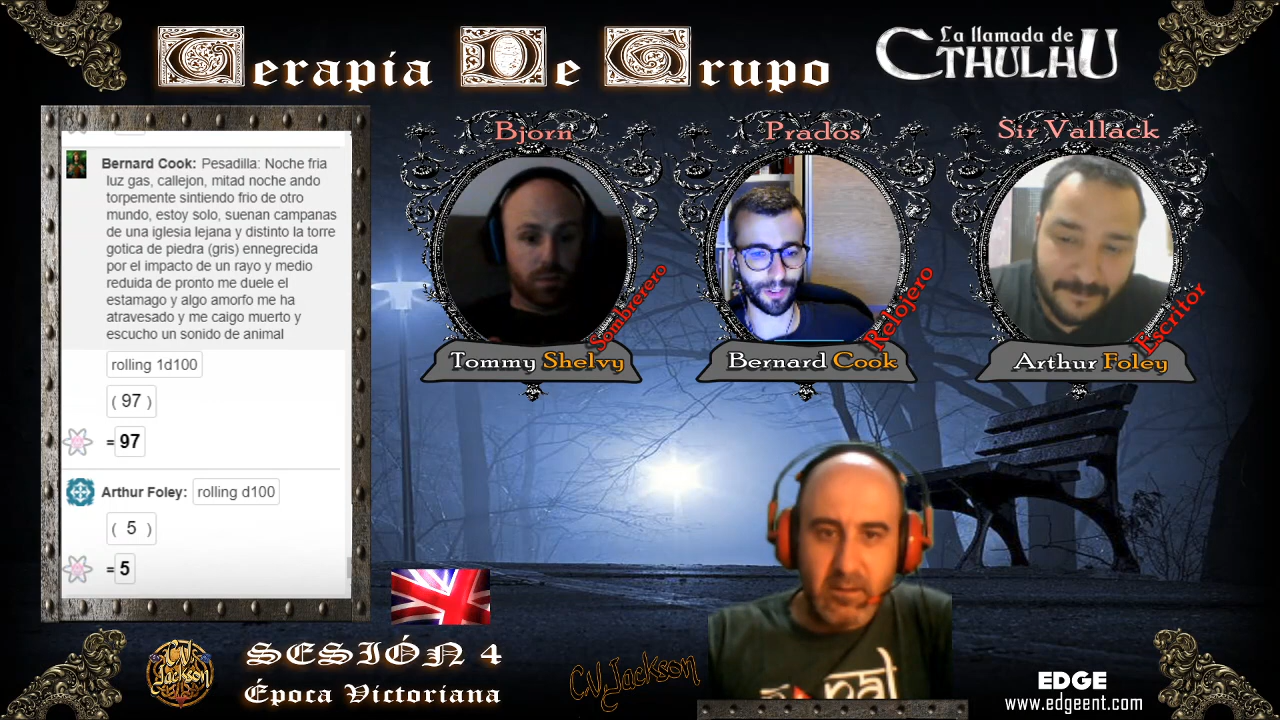 Terapia De Grupo
La llamada de
CTHULHU
Bernard Cook: Pesadilla: Noche fria
luz gas, callejon, mitad noche ando
torpemente sintiendo frio de otro
mundo, estoy solo, suenan campanas
de una iglesia lejana y distinto la torre
gotica de piedra (gris) ennegrecida
por el impacto de un rayo y medio
reduida de pronto me duele el
estamago y algo amorfo me ha
atravesado y me caigo muerto y
escucho un sonido de animal
rolling 1d100
( 97 )
=97
Arthur Foley: rolling d100
( 5 )
=5
Bjorn
Sombrerero
Tommy Shelvy
Prados
Relojero
Bernard Cook
Sir Vallack
Escritor
Arthur Foley
CV Jackson
SESIÓN 4
Época Victoriana
CVJackson
EDGE
www.edgeent.com